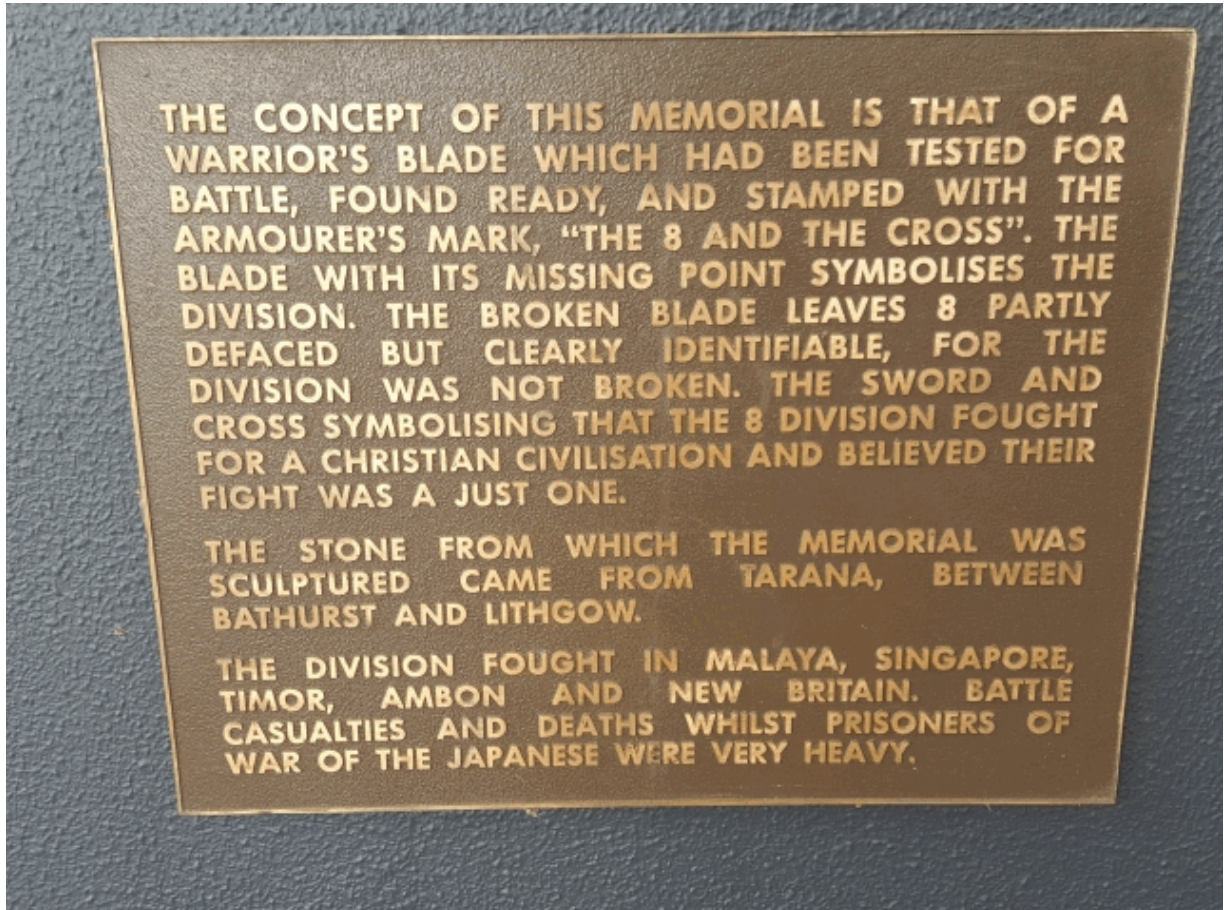 THE CONCEPT OF THIS MEMORIAL IS THAT OF A
WARRIOR'S BLADE WHICH HAD BEEN TESTED FOR
BATTLE, FOUND READY, AND STAMPED WITH THE
ARMOURER'S MARK, “THE 8 AND THE CROSS”. THE
BLADE WITH ITS MISSING POINT SYMBOLISES THE
DIVISION. THE BROKEN BLADE LEAVES 8 PARTLY
DEFACED BUT CLEARLY IDENTIFIABLE, FOR THE
DIVISION WAS NOT BROKEN. THE SWORD AND
CROSS SYMBOLISING THAT THE 8 DIVISION FOUGHT
FOR A CHRISTIAN CIVILISATION AND BELIEVED THEIR
FIGHT WAS A JUST ONE.
THE STONE FROM WHICH THE MEMORIAL WAS
SCULPTURED CAME FROM TARANA, BETWEEN
BATHURST AND LITHGOW.
THE DIVISION FOUGHT IN MALAYA, SINGAPORE,
TIMOR, AMBON AND NEW BRITAIN. BATTLE
CASUALTIES AND DEATHS WHILST PRISONERS OF
WAR OF THE JAPANESE WERE VERY HEAVY.